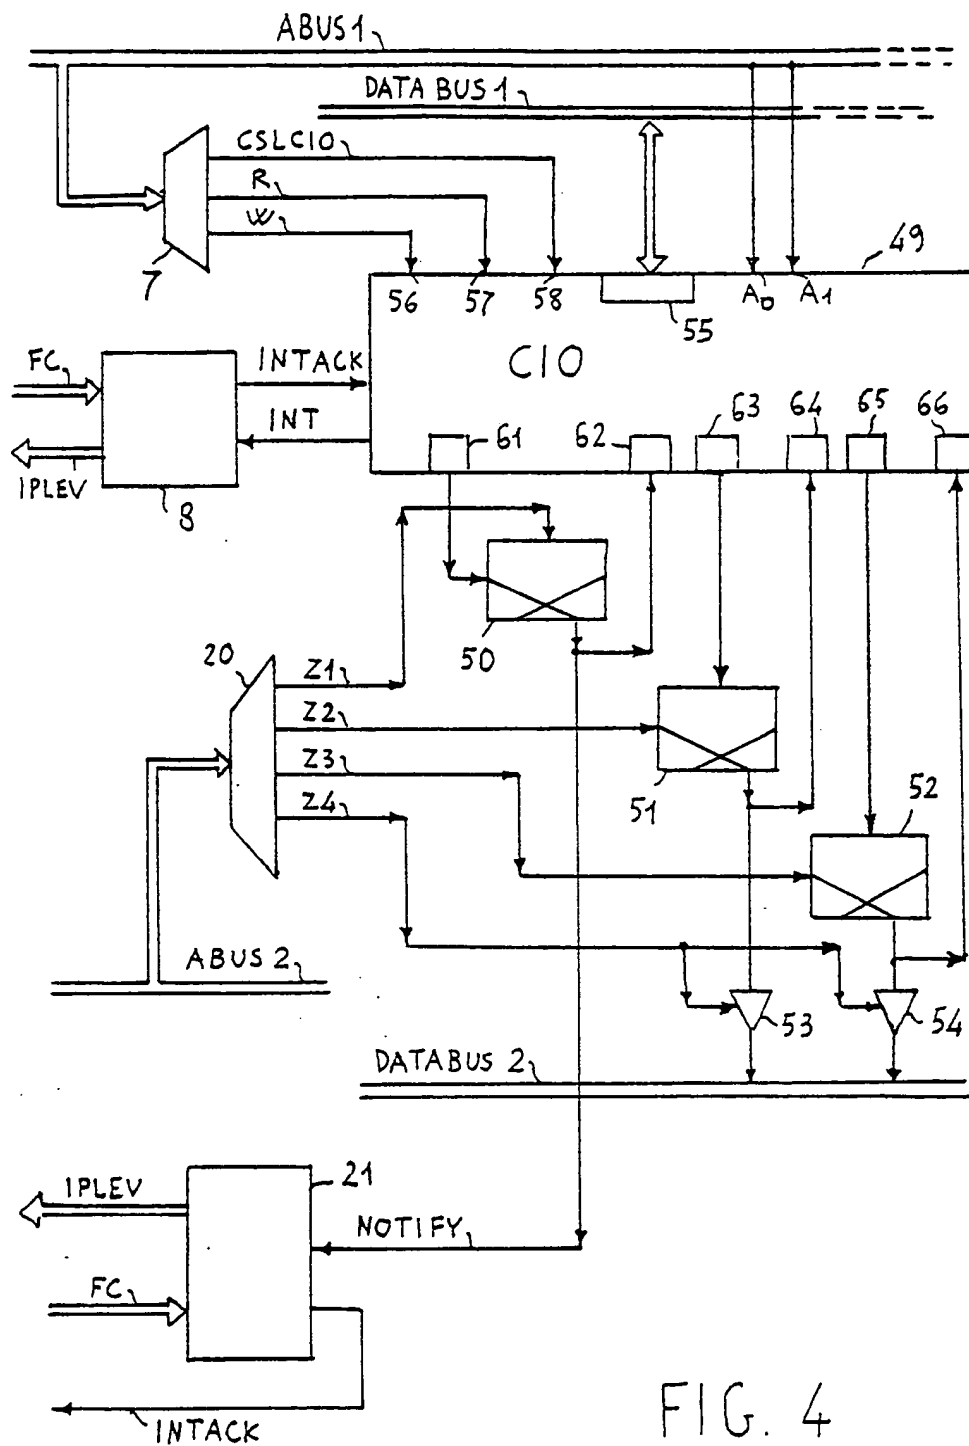 ABUS 1
DATA BUS 1
CSLCIO
R
W
7
49
56
57
58
55
A0
A1
CIO
FC
INTACK
INT
IPLEV
8
61
62
63
64
65
66
50
20
Z1
Z2
Z3
Z4
51
52
ABUS 2
53
54
DATABUS 2
IPLEV
21
NOTIFY
FC
INTACK
FIG. 4